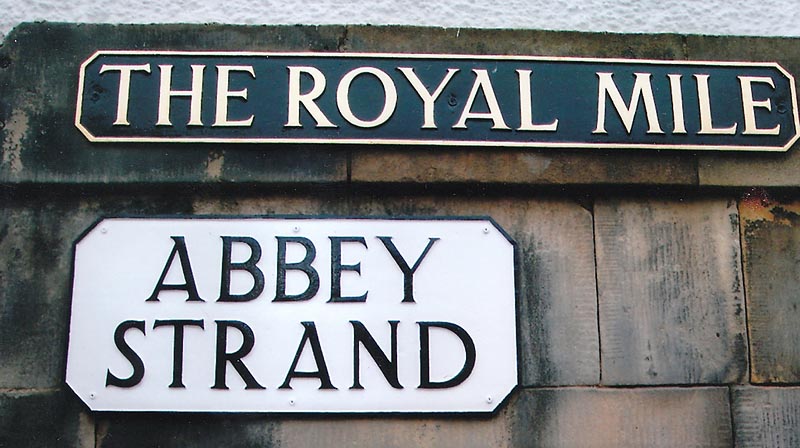 THE ROYAL MILE
ABBEY
STRAND